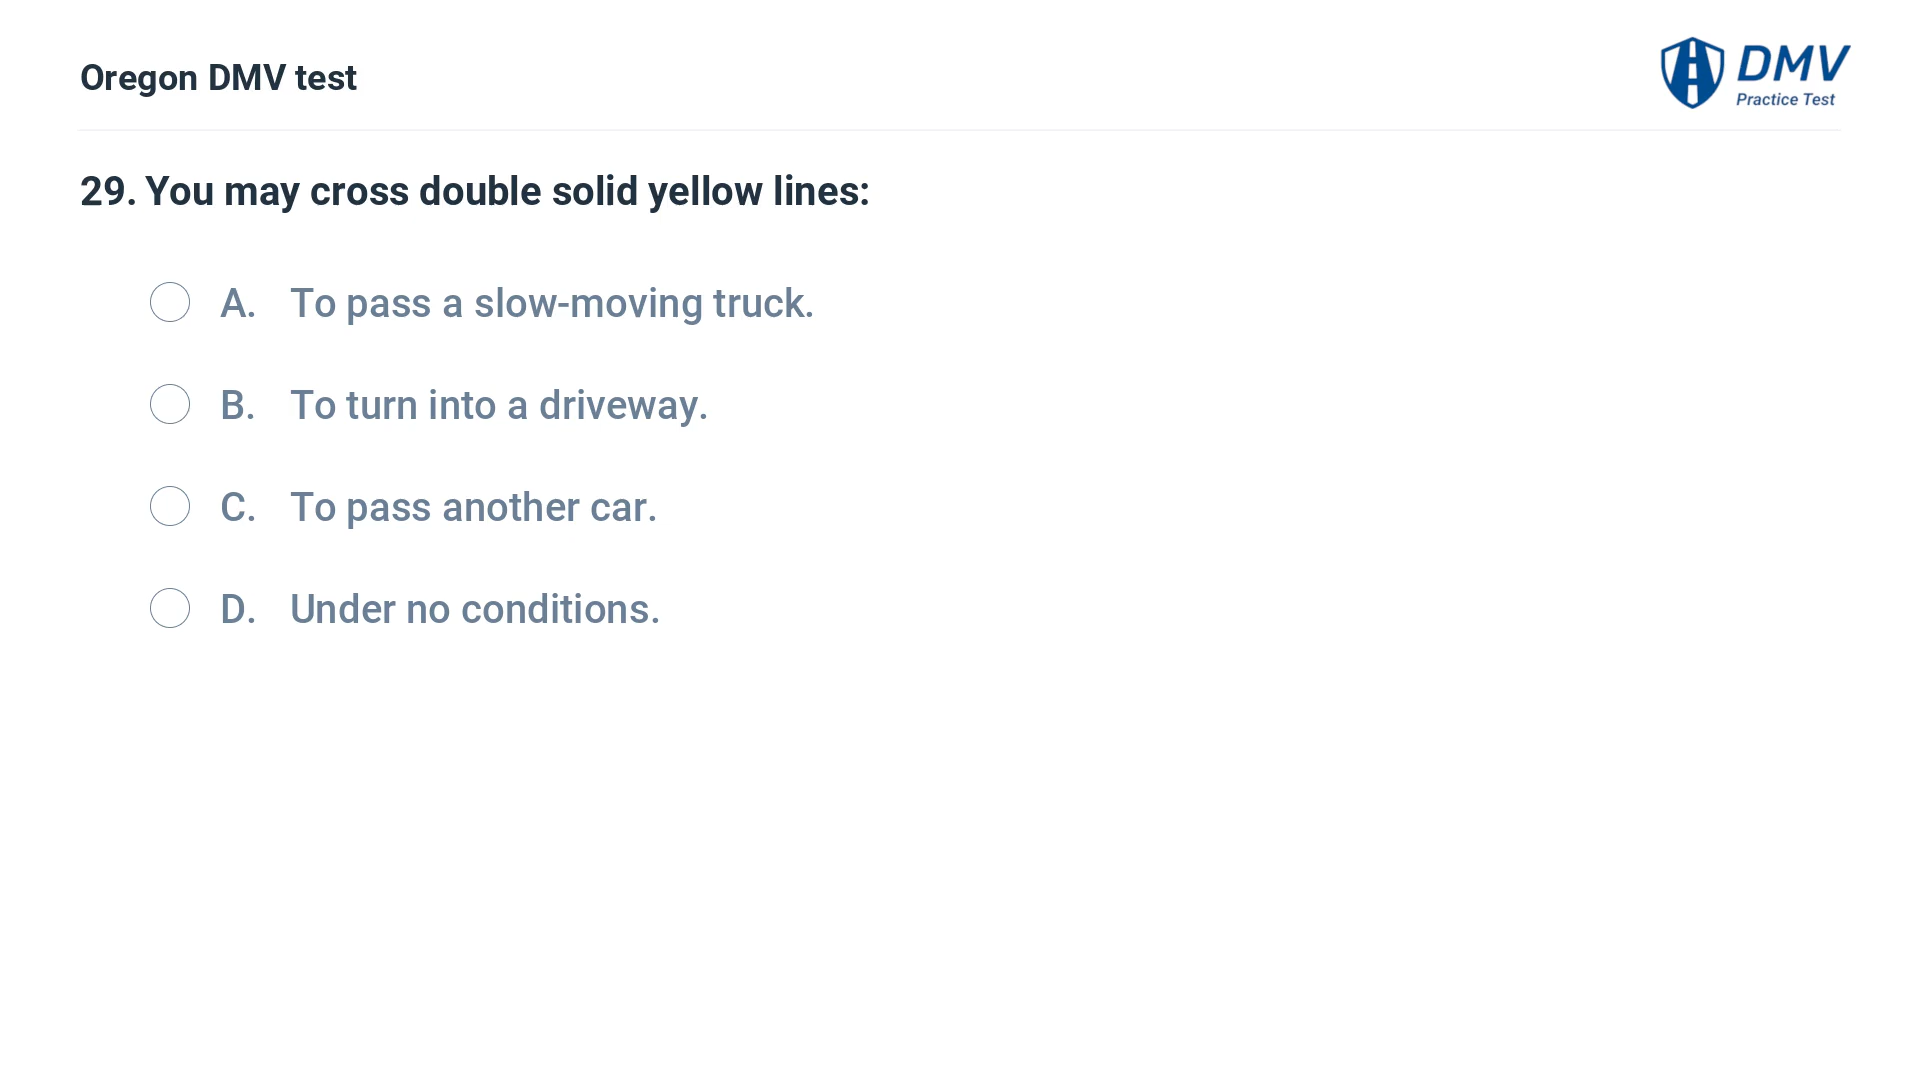 Oregon DMV test
DMV
Practice Test
29. You may cross double solid yellow lines:
A. To pass a slow-moving truck.
B. To turn into a driveway.
C. To pass another car.
D. Under no conditions.